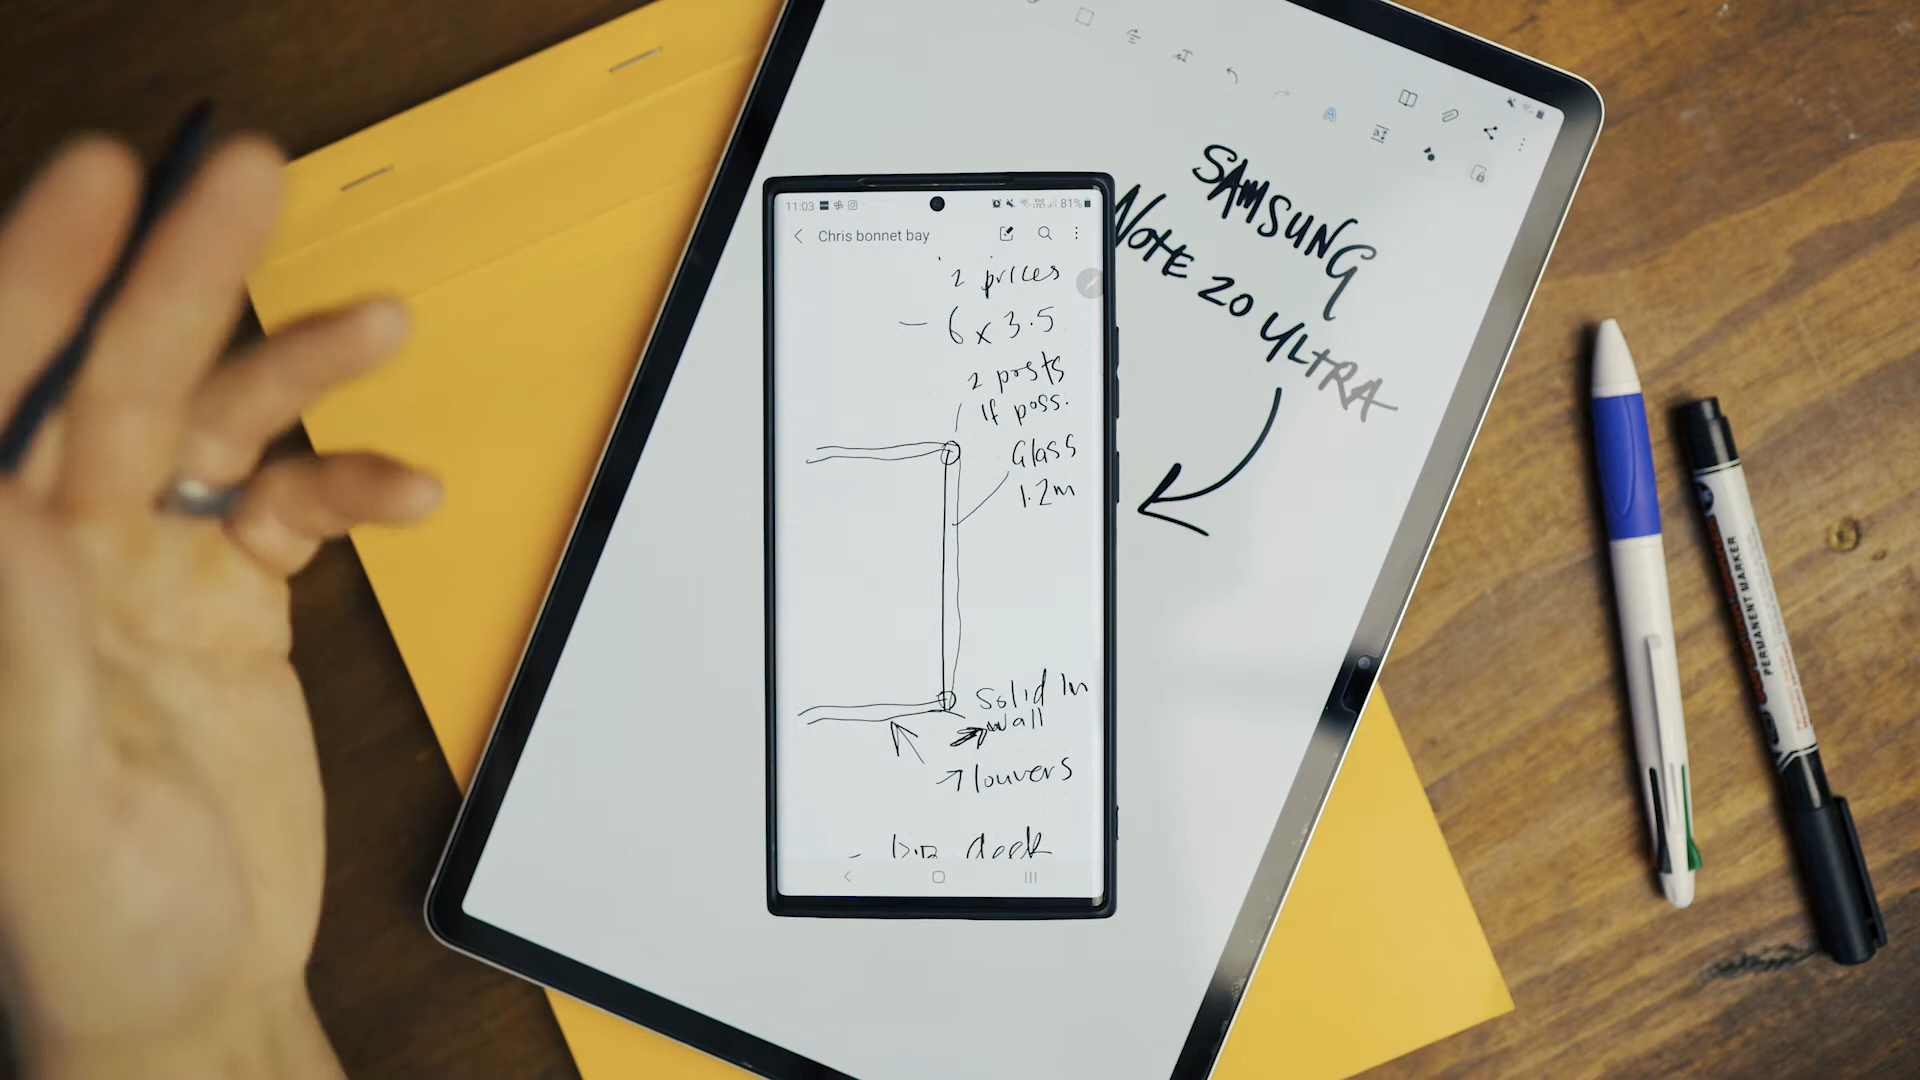 11:03
81%
Chris bonnet bay
2 prices
- 6 x 3.5
2 posts
If poss.
Glass
1.2m
Solid In
wall
louvers
SAMSUNG
NOTE 20 ULTRA
PERMANENT MARKER